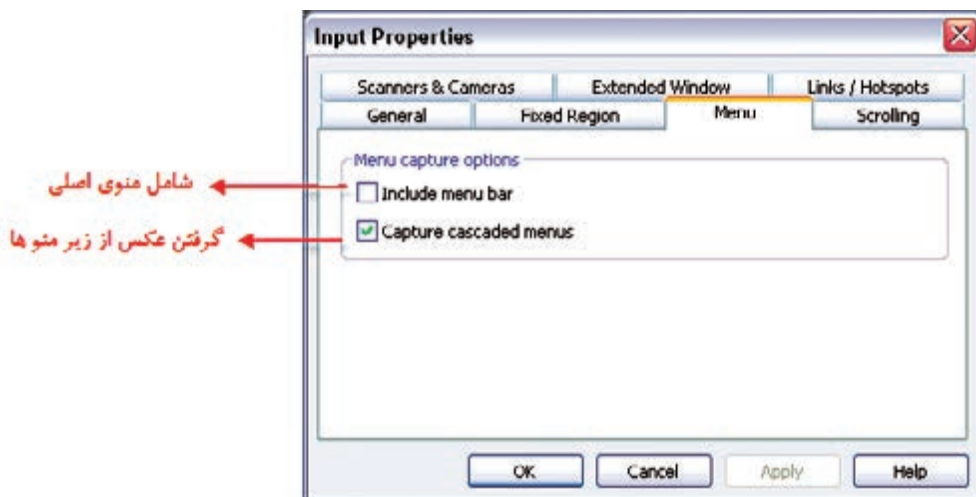 Input Properties
Scanners & Cameras Extended Window Links / Hotspots
General Fixed Region Menu Scrolling
Menu capture options
Include menu bar
شامل منوی اصلی
Capture cascaded menus
گرفتن عکس از زیر منو ها
OK Cancel Apply Help